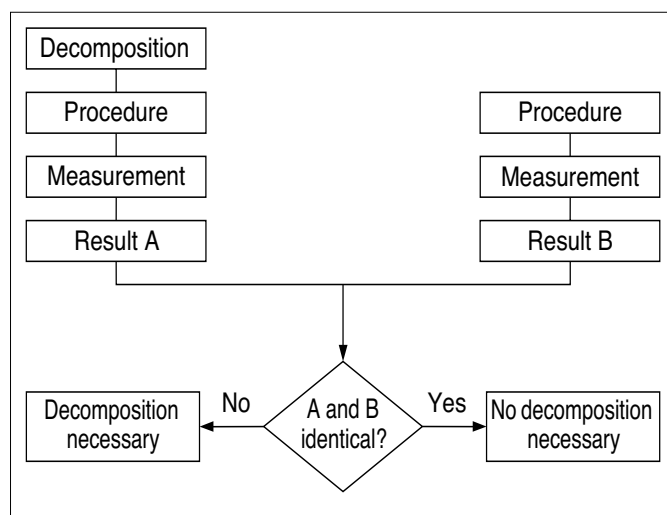 Decomposition
Procedure
Measurement
Result A
Procedure
Measurement
Result B
A and B
identical?
No
Yes
Decomposition
necessary
No decomposition
necessary